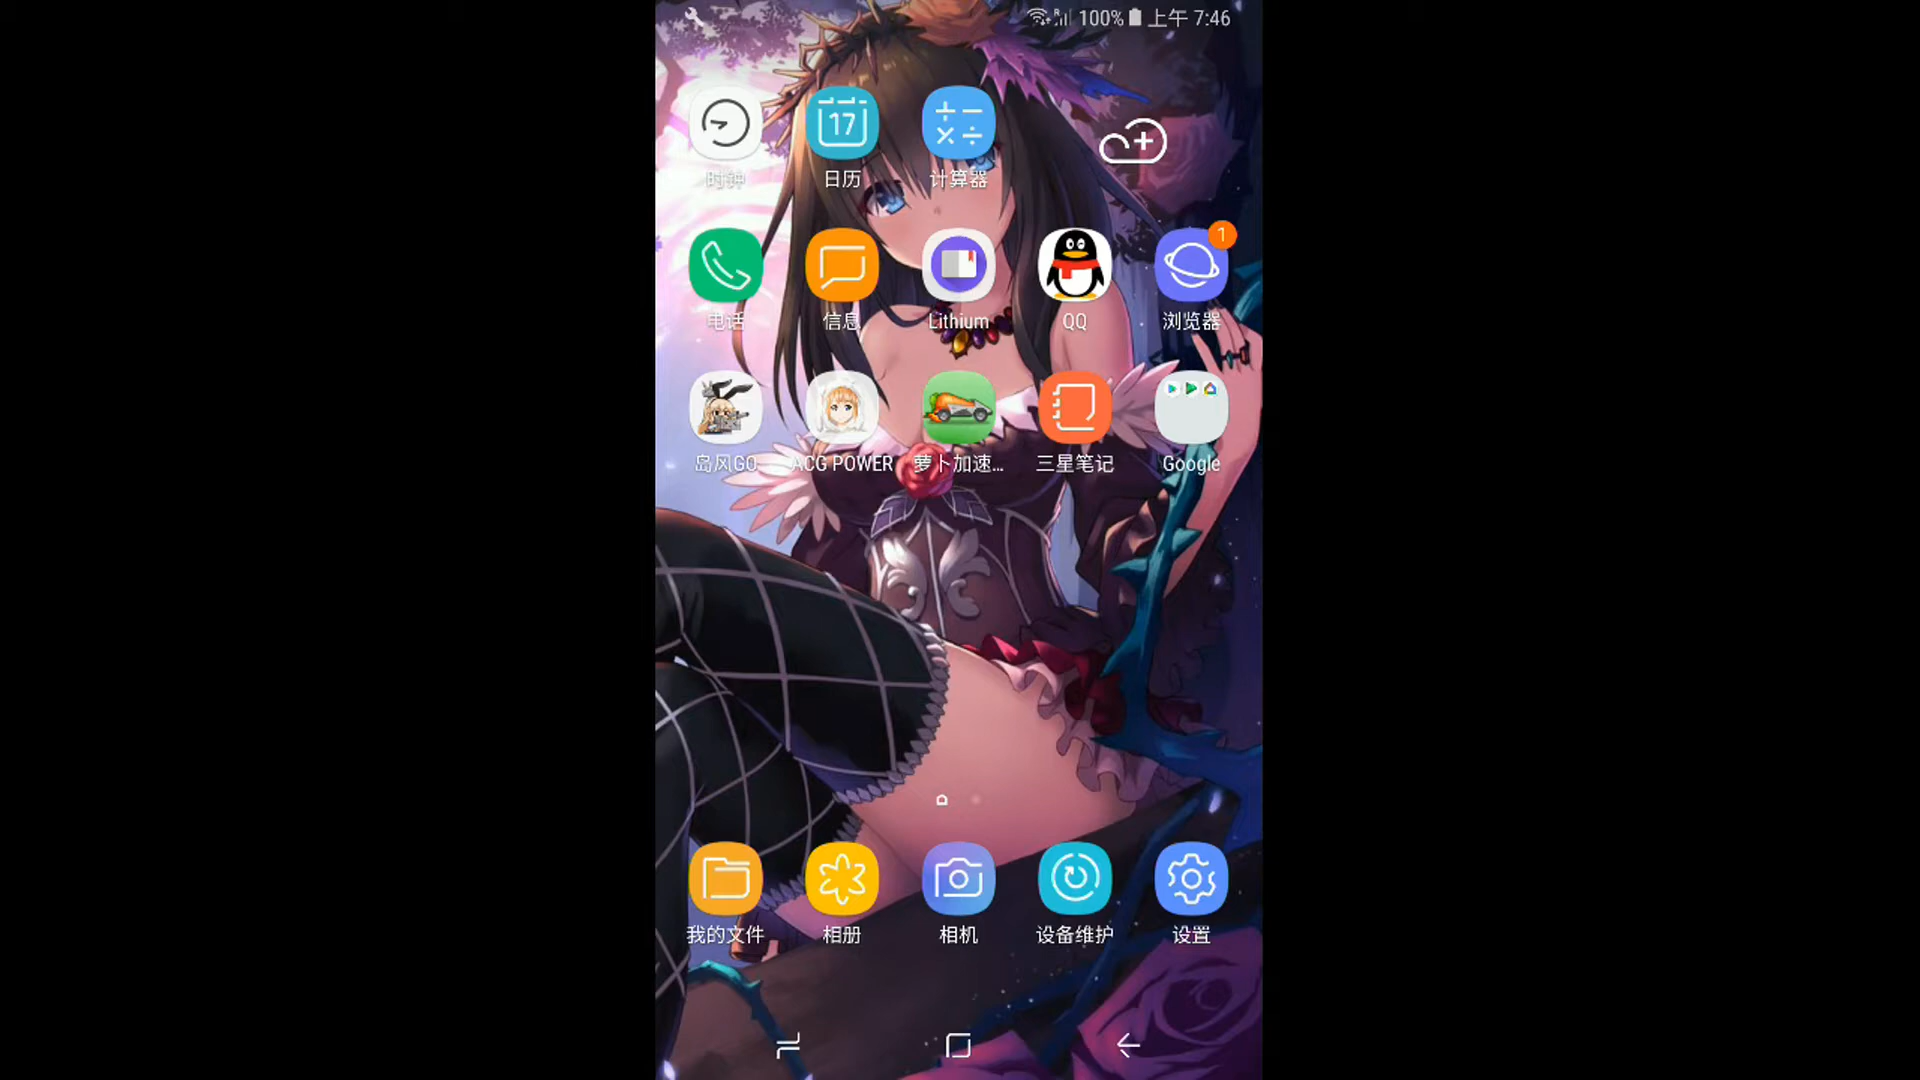 100% 上午 7:46
17
时钟 日历 计算器
1
电话 信息 Lithium QQ 浏览器
岛风GO ACG POWER 萝卜加速... 三星笔记 Google
我的文件 相册 相机 设备维护 设置